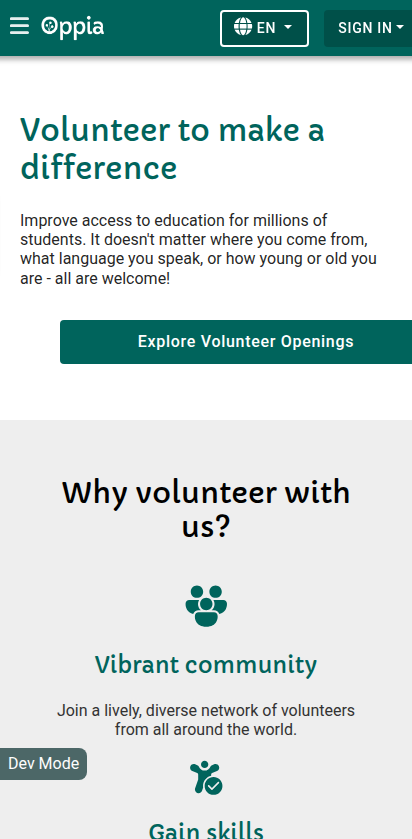 Oppia
EN
SIGN IN
Volunteer to make a
difference
Improve access to education for millions of
students. It doesn't matter where you come from,
what language you speak, or how young or old you
are - all are welcome!
Explore Volunteer Openings
Why volunteer with
us?
Vibrant community
Join a lively, diverse network of volunteers
from all around the world.
Dev Mode
Gain skills